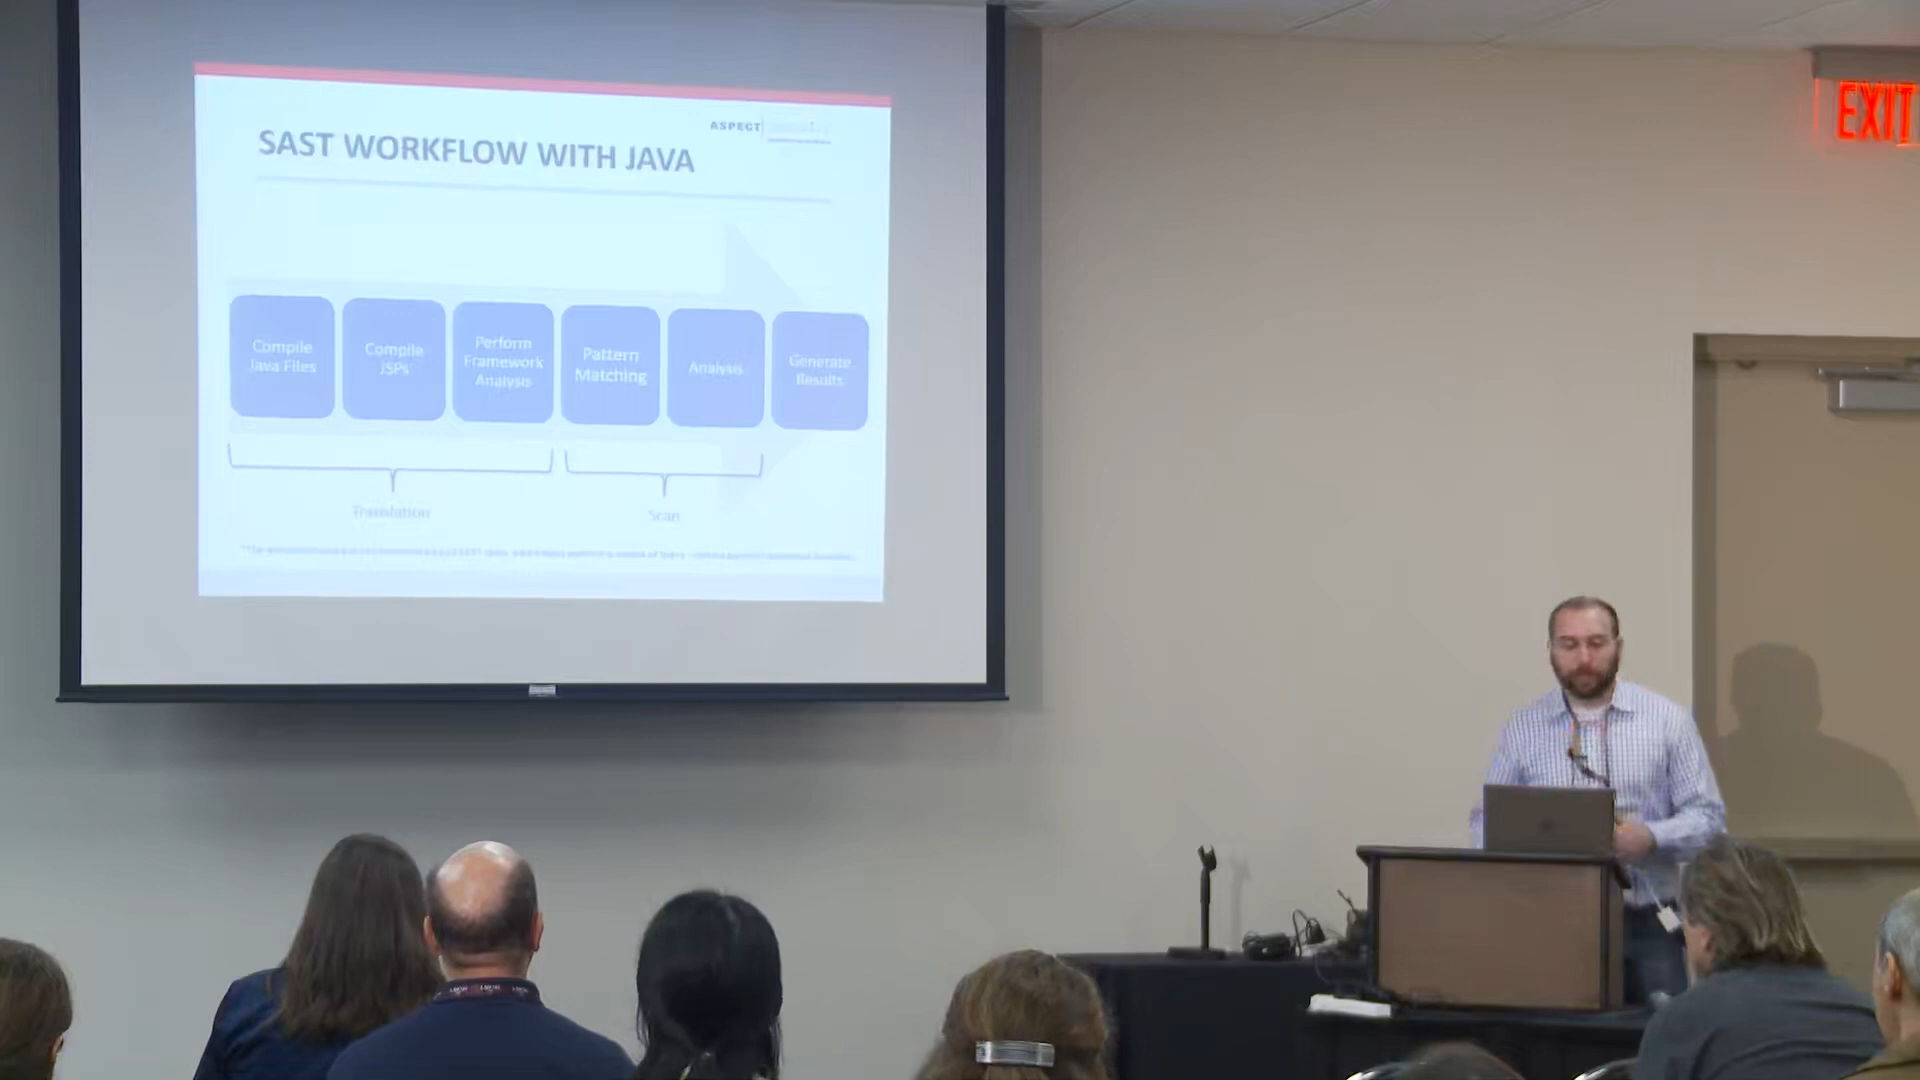 ASPECT
SAST WORKFLOW WITH JAVA
Compile
Java Files
Compile
JSPs
Perform
Framework
Analysis
Pattern
Matching
Analysis
Generate
Results
Translation
Scan
EXIT